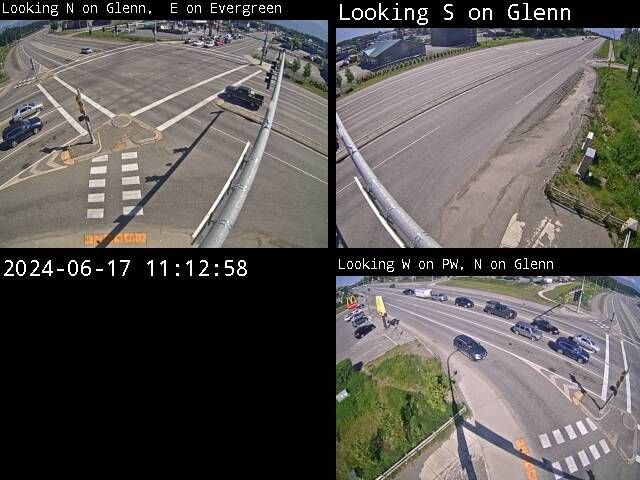 Looking N on Glenn,  E on Evergreen
Looking S on Glenn
2024-06-17 11:12:58
Looking W on PW, N on Glenn